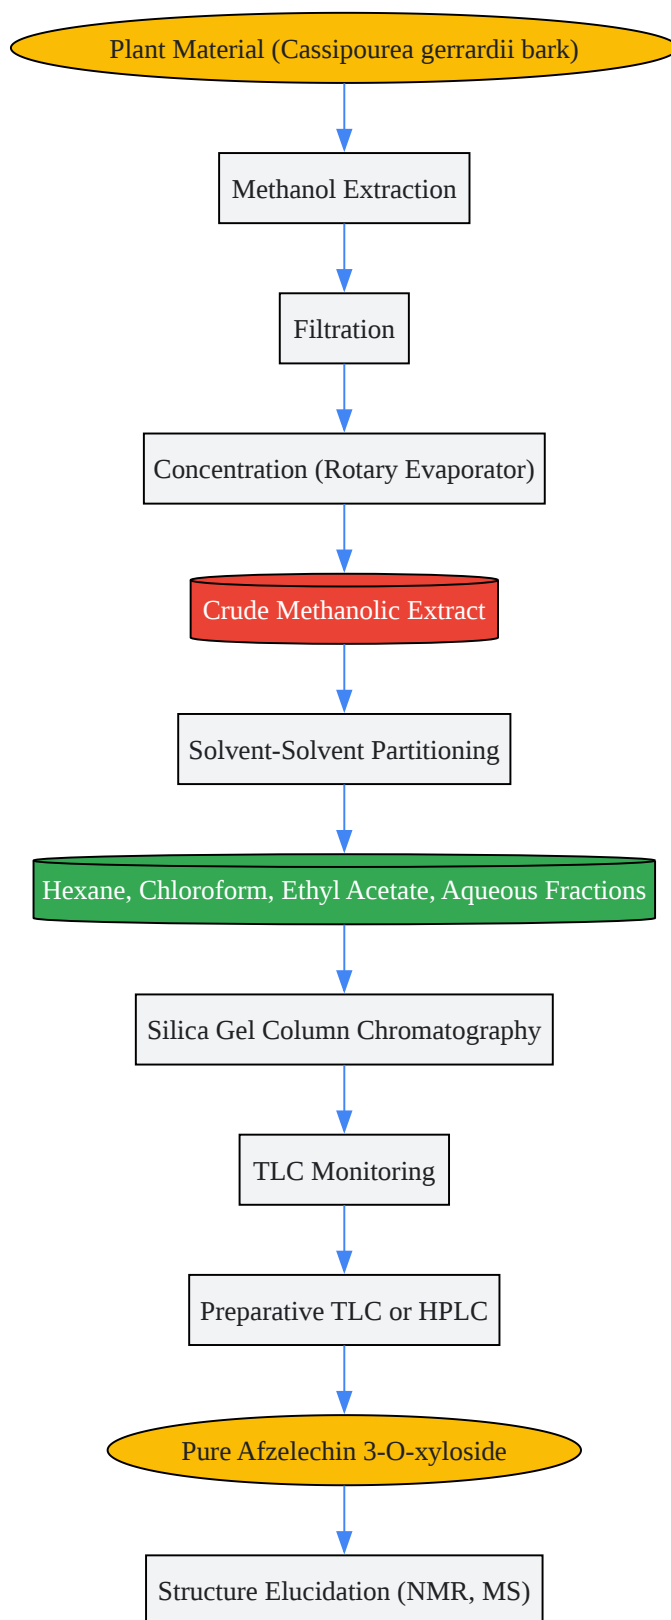 Plant Material (Cassipourea gerrardii bark)
Methanol Extraction
Filtration
Concentration (Rotary Evaporator)
Crude Methanolic Extract
Solvent-Solvent Partitioning
Hexane, Chloroform, Ethyl Acetate, Aqueous Fractions
Silica Gel Column Chromatography
TLC Monitoring
Preparative TLC or HPLC
Pure Afzelechin 3-O-xyloside
Structure Elucidation (NMR, MS)